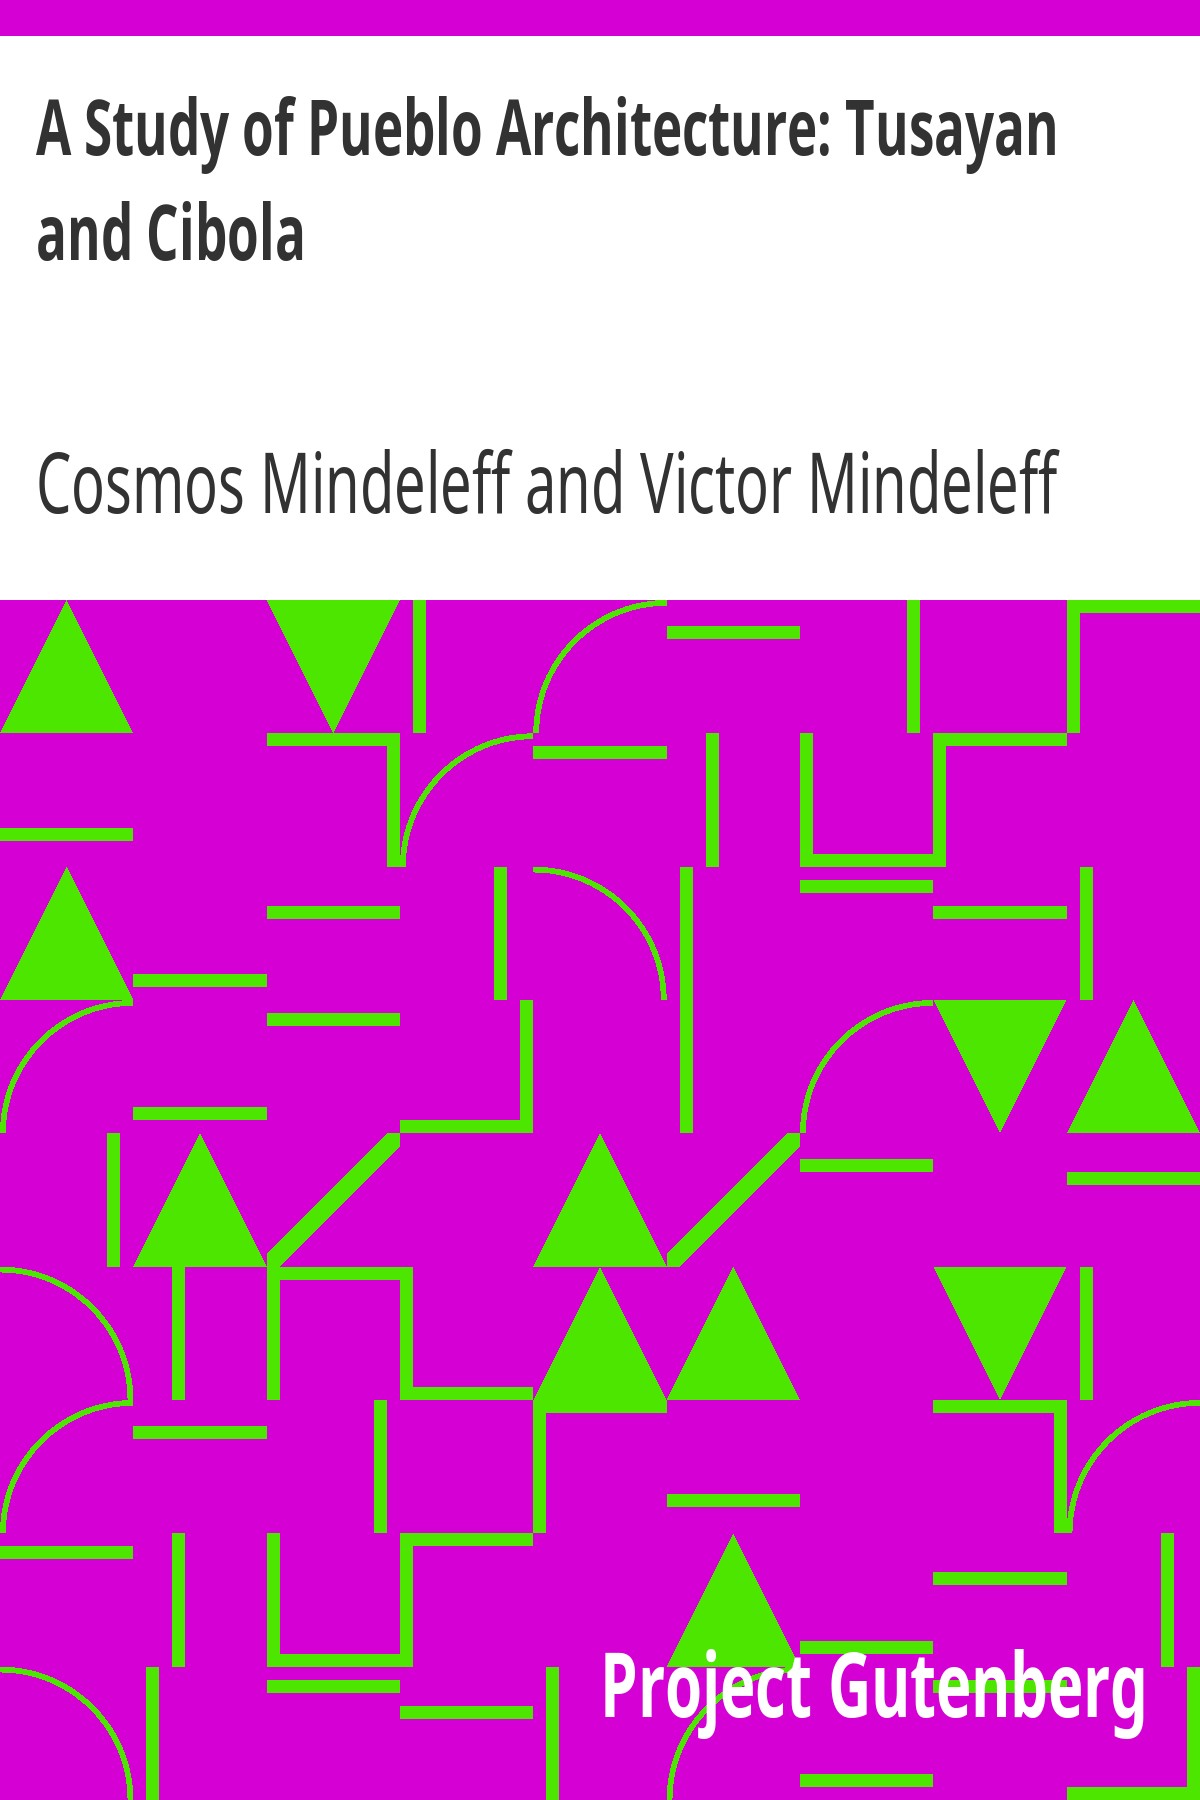 A Study of Pueblo Architecture: Tusayan
and Cibola
Cosmos Mindeleff and Victor Mindeleff
Project Gutenberg